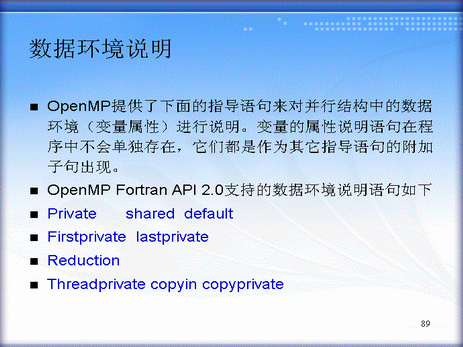 数据环境说明
■ OpenMP提供了下面的指导语句来对并行结构中的数据
环境（变量属性）进行说明。变量的属性说明语句在程
序中不会单独存在，它们都是作为其它指导语句的附加
子句出现。
■ OpenMP Fortran API 2.0支持的数据环境说明语句如下
■ Private shared default
■ Firstprivate lastprivate
■ Reduction
■ Threadprivate copyin copyprivate
89